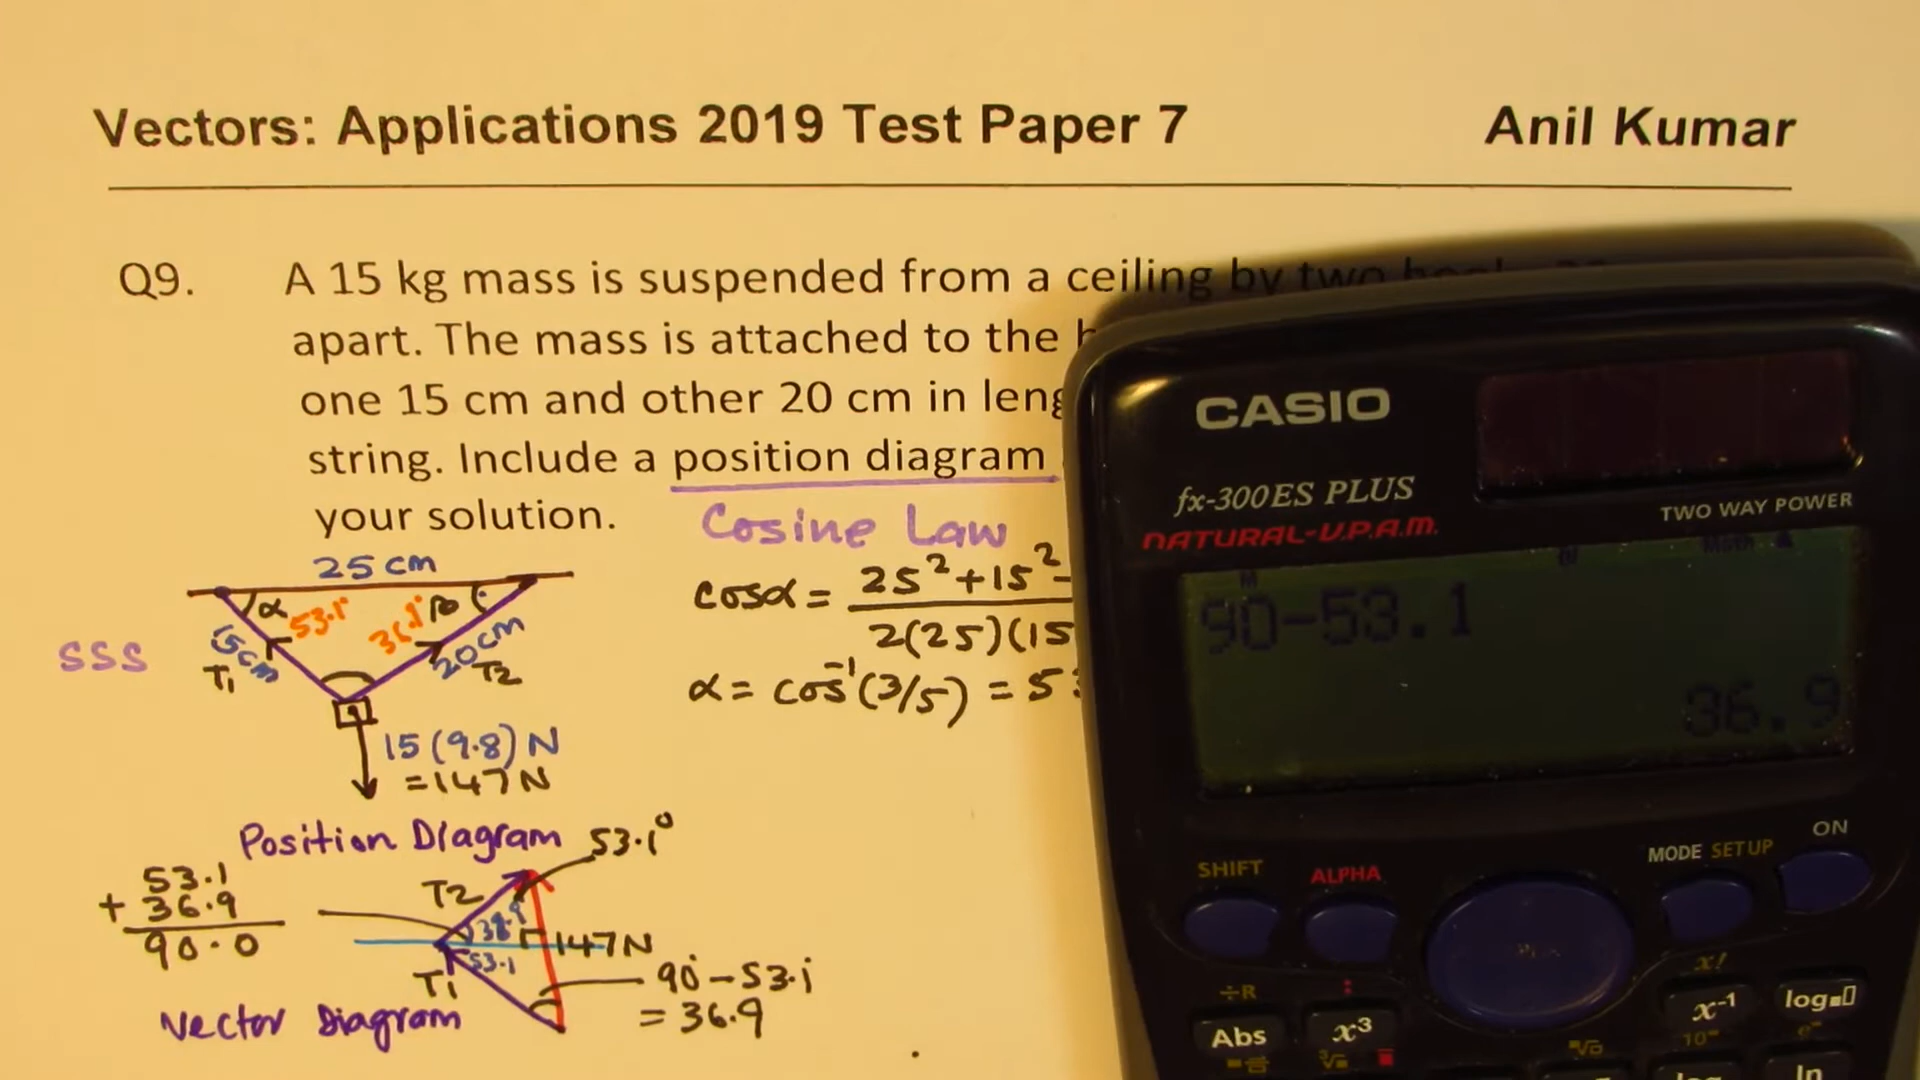 Vectors: Applications 2019 Test Paper 7 Anil Kumar
Q9. A 15 kg mass is suspended from a ceiling by two
apart. The mass is attached to the
one 15 cm and other 20 cm in leng
string. Include a position diagram
your solution.
Cosine Law
25 cm
cosα = 25² + 15² -
2(25)(15
α = cos⁻¹(3/5) = 5
α 53.1° β
SSS
15cm
T1
20cm
T2
15(9.8) N
= 147 N
Position Diagram
53.1°
53.1
+ 36.9
90.0
T2
147N
T1 53.1
90° - 53.1°
= 36.9
Vector Diagram
CASIO
fx-300ES PLUS
NATURAL-V.P.A.M.
TWO WAY POWER
M
Math
90-53.1
36.9
SHIFT ALPHA MODE SETUP ON
÷R : x!
Abs x³ x⁻¹ log
ln